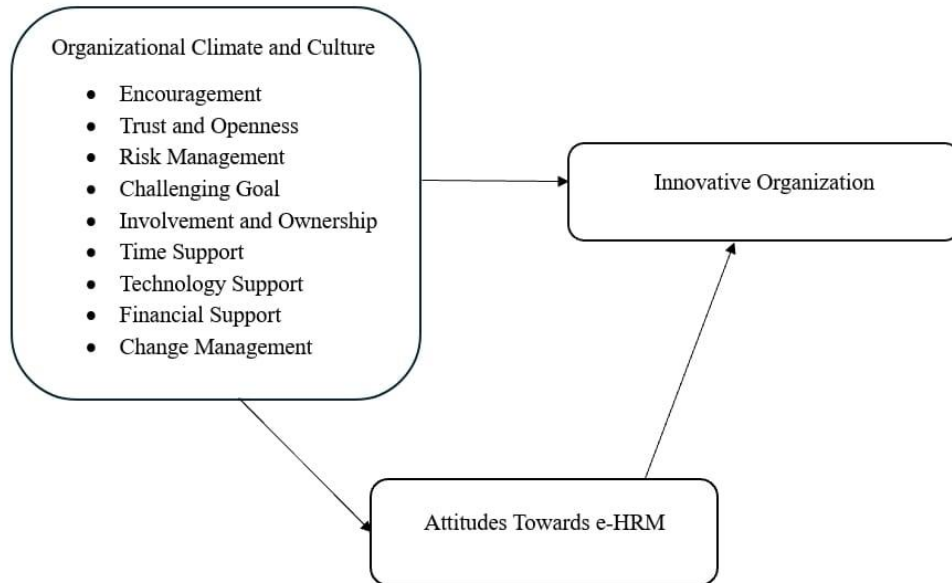 Organizational Climate and Culture
• Encouragement
• Trust and Openness
• Risk Management
• Challenging Goal
• Involvement and Ownership
• Time Support
• Technology Support
• Financial Support
• Change Management
Innovative Organization
Attitudes Towards e-HRM